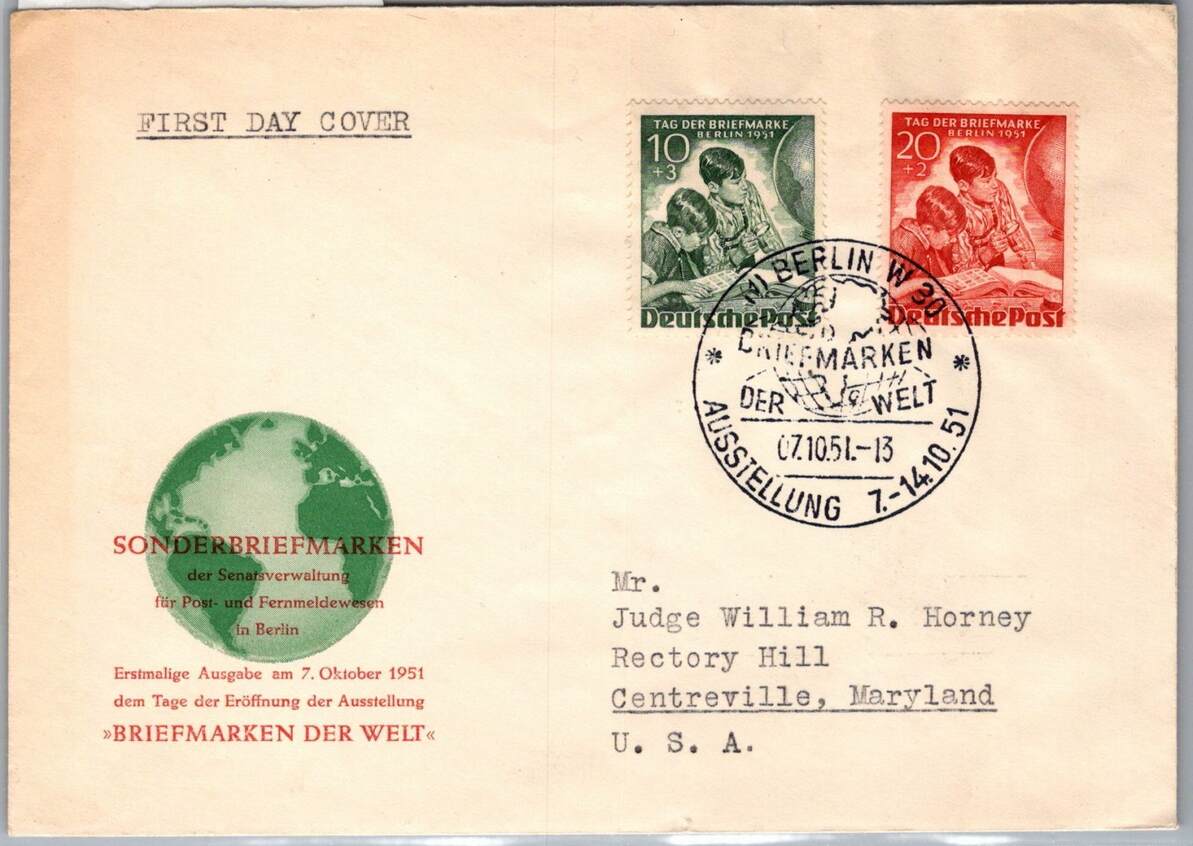 FIRST DAY COVER
TAG DER BRIEFMARKE
BERLIN 1951
10
+3
Deutsche Post
TAG DER BRIEFMARKE
BERLIN 1951
20
+2
Deutsche Post
BERLIN W 30
BRIEFMARKEN
DER WELT
07.10.51.-13
AUSSTELLUNG 7.-14.10.51
SONDERBRIEFMARKEN
der Senatsverwaltung
für Post- und Fernmeldewesen
in Berlin
Erstmalige Ausgabe am 7. Oktober 1951
dem Tage der Eröffnung der Ausstellung
»BRIEFMARKEN DER WELT«
Mr.
Judge William R. Horney
Rectory Hill
Centreville, Maryland
U. S. A.